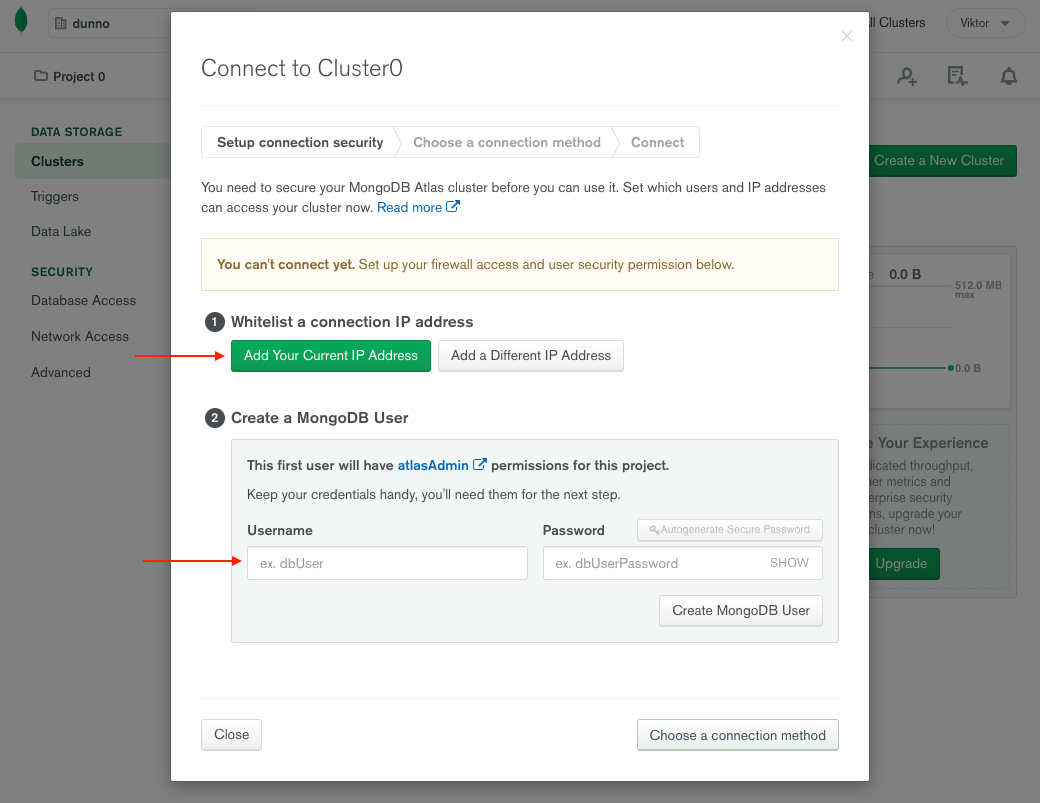 dunno
All Clusters
Viktor
Project 0
DATA STORAGE
Clusters
Triggers
Data Lake
SECURITY
Database Access
Network Access
Advanced
Create a New Cluster
0.0 B
512.0 MB
max
0.0 B
Your Experience
throughput,
metrics and
security
upgrade your
cluster now!
Upgrade
Connect to Cluster0
Setup connection security
Choose a connection method
Connect
You need to secure your MongoDB Atlas cluster before you can use it. Set which users and IP addresses
can access your cluster now. Read more
You can't connect yet. Set up your firewall access and user security permission below.
1 Whitelist a connection IP address
Add Your Current IP Address
Add a Different IP Address
2 Create a MongoDB User
This first user will have atlasAdmin permissions for this project.
Keep your credentials handy, you'll need them for the next step.
Username
Password
Autogenerate Secure Password
ex. dbUser
ex. dbUserPassword
SHOW
Create MongoDB User
Close
Choose a connection method